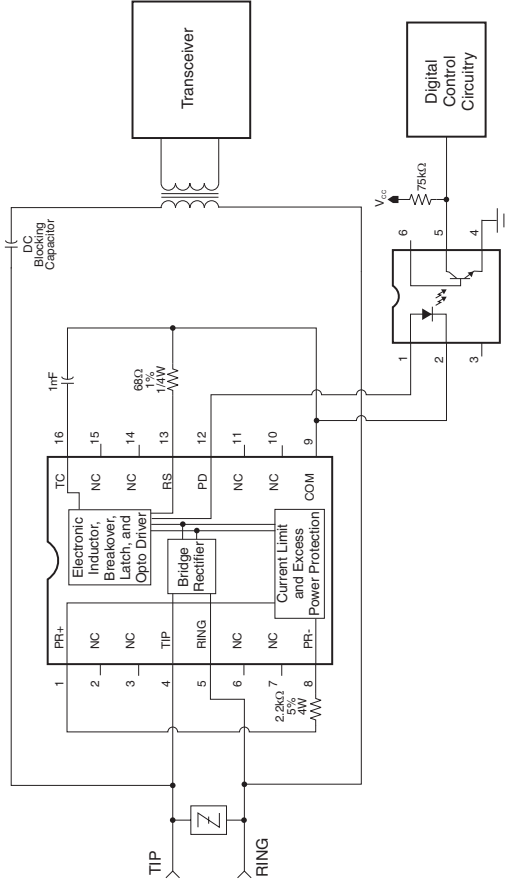 Transceiver
Digital
Control
Circuitry
DC
Blocking
Capacitor
VCC
75kΩ
6
5
4
1
2
3
1mF
68Ω
1%
1/4W
16
15
14
13
12
11
10
9
TC
NC
NC
RS
PD
NC
NC
COM
Electronic
Inductor,
Breakover,
Latch, and
Opto Driver
Bridge
Rectifier
Current Limit
and Excess
Power Protection
PR+
NC
NC
TIP
RING
NC
NC
PR-
1
2
3
4
5
6
7
8
2.2kΩ
5%
4W
TIP
RING